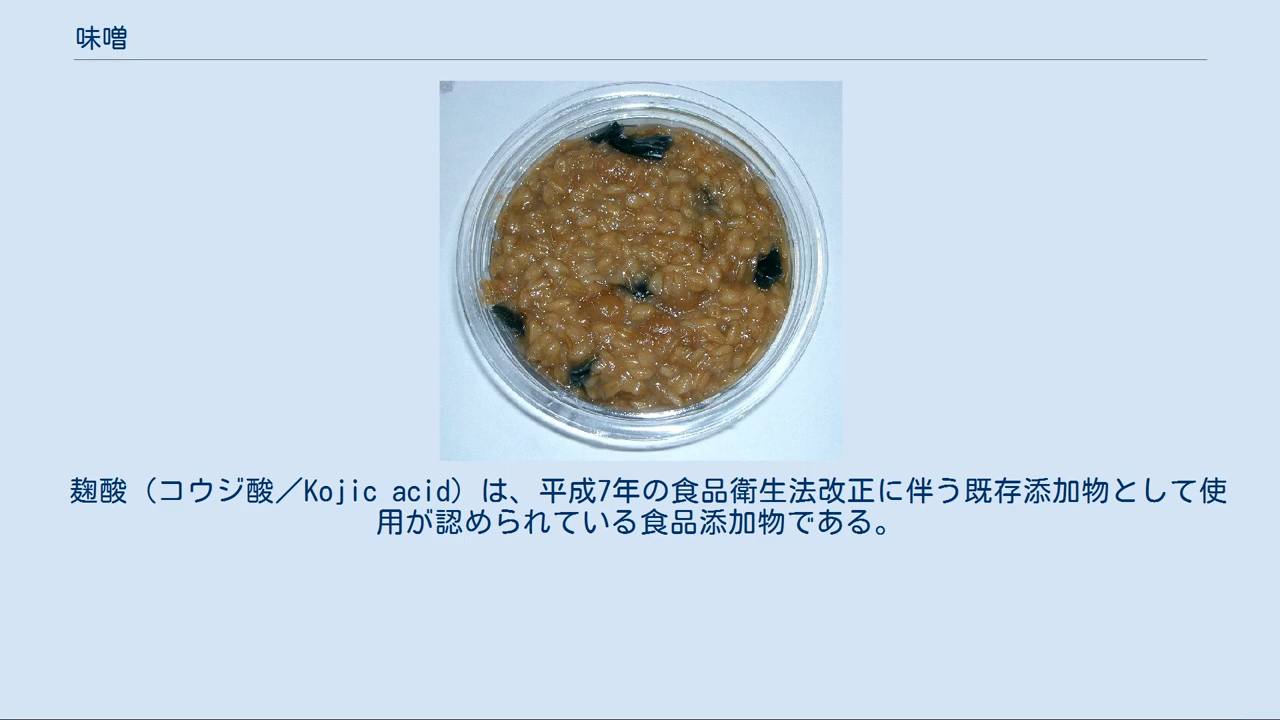 味噌
麹酸（コウジ酸／Kojic acid）は、平成7年の食品衛生法改正に伴う既存添加物として使
用が認められている食品添加物である。